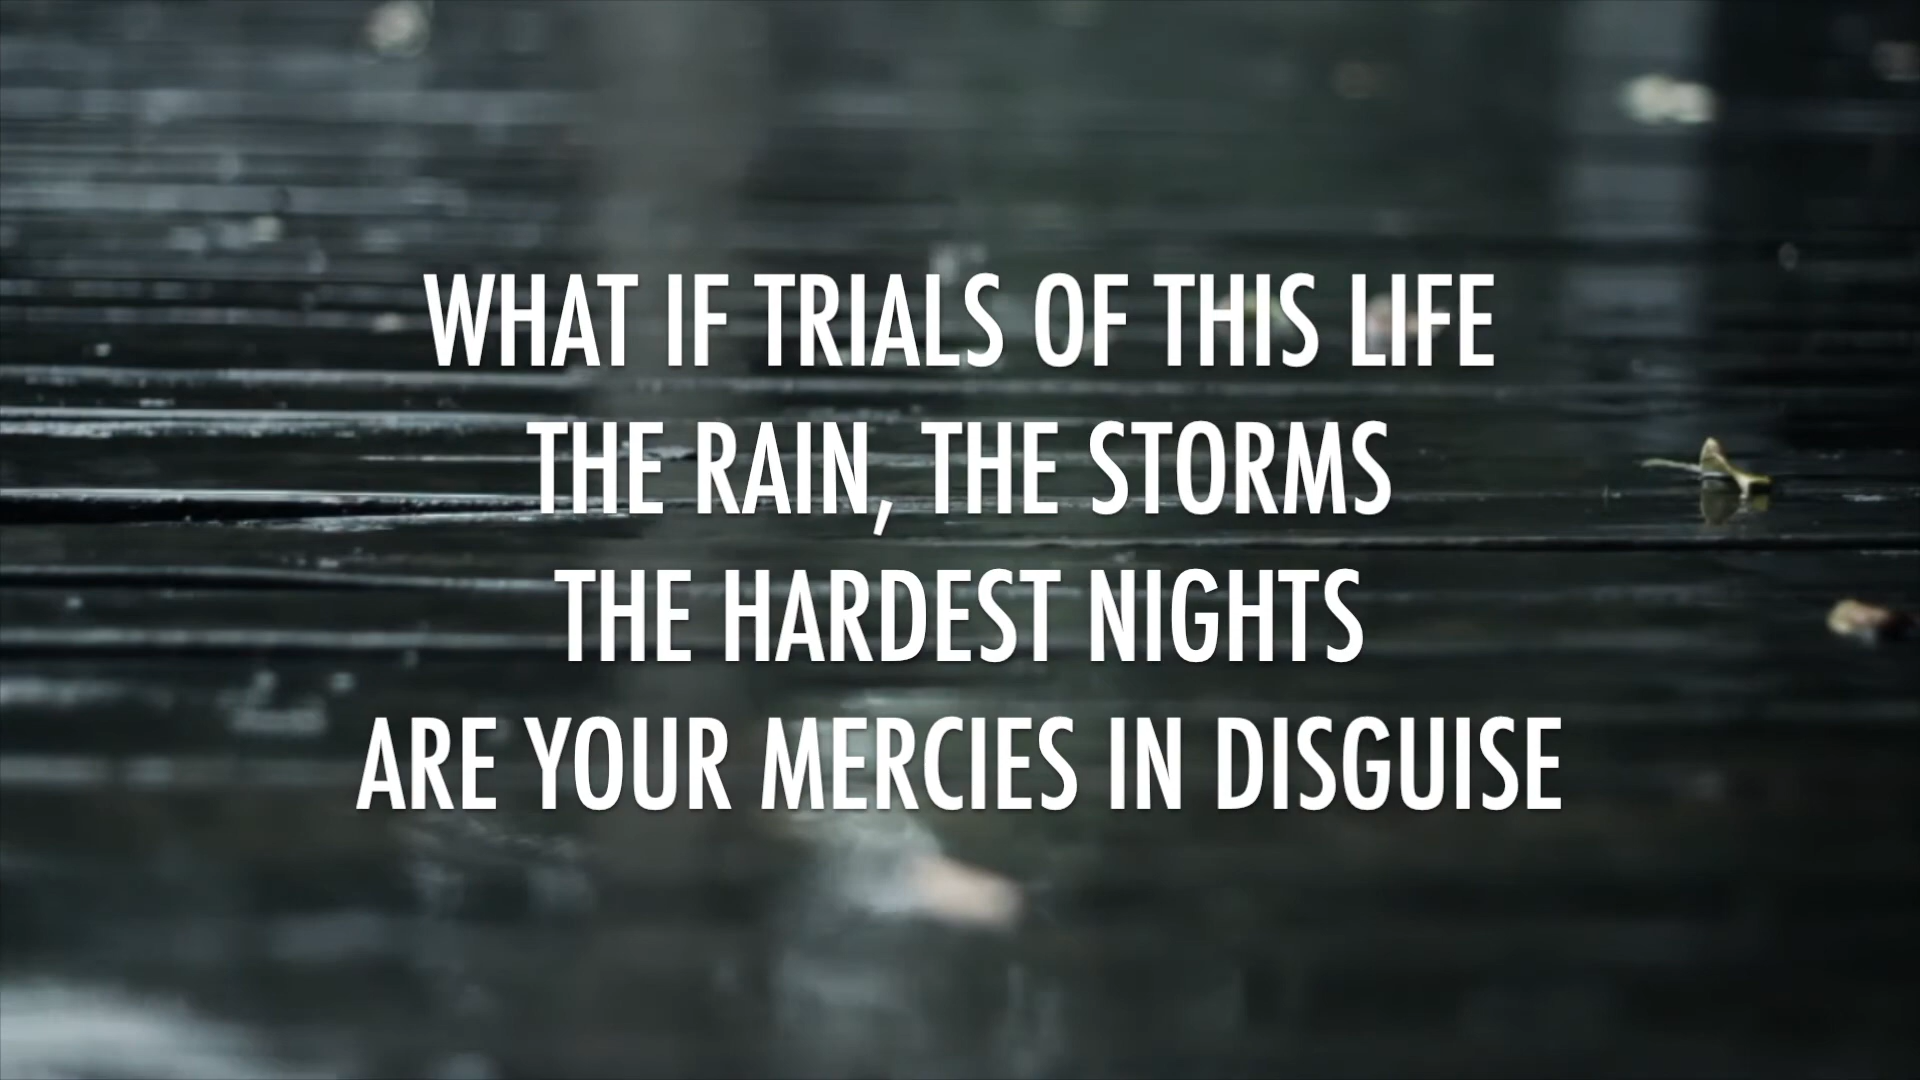 WHAT IF TRIALS OF THIS LIFE
THE RAIN, THE STORMS
THE HARDEST NIGHTS
ARE YOUR MERCIES IN DISGUISE